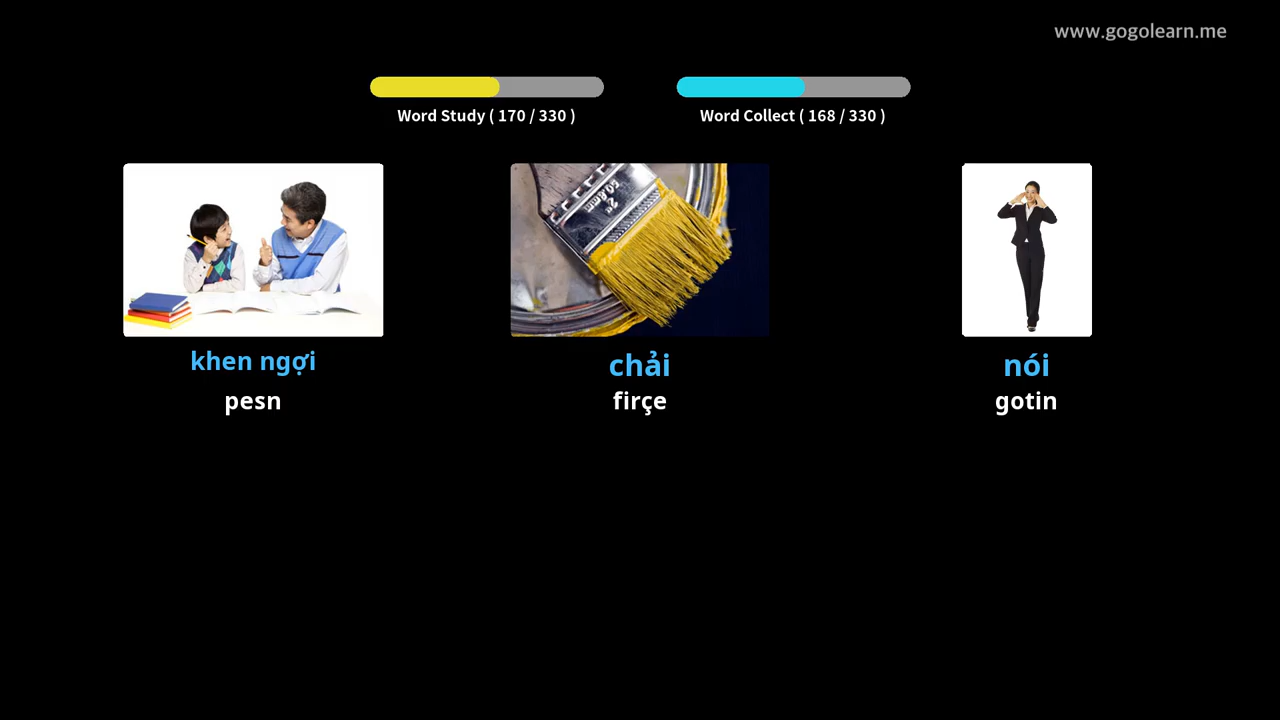 www.gogolearn.me
Word Study ( 170 / 330 )
Word Collect ( 168 / 330 )
khen ngợi
chải
nói
pesn
firçe
gotin